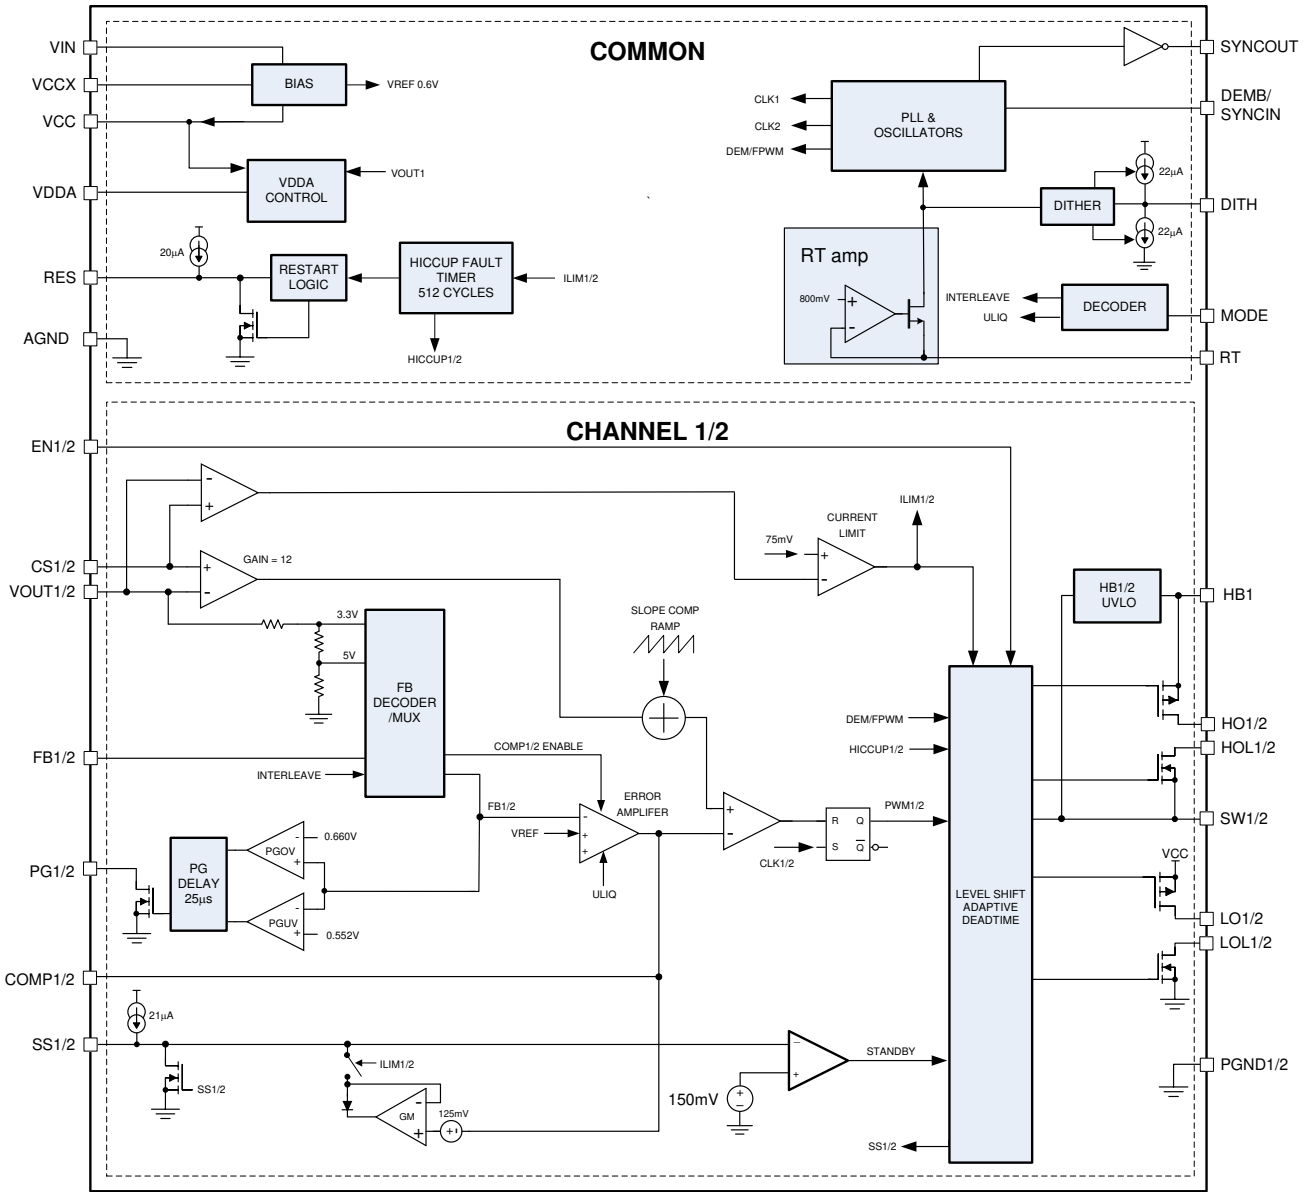 COMMON
VIN
VCCX
VCC
VDDA
RES
AGND
BIAS
VREF 0.6V
VDDA
CONTROL
VOUT1
20µA
RESTART
LOGIC
HICCUP FAULT
TIMER
512 CYCLES
ILIM1/2
HICCUP1/2
SYNCOUT
DEMB/
SYNCIN
DITH
MODE
RT
CLK1
CLK2
DEM/FPWM
PLL &
OSCILLATORS
22µA
DITHER
22µA
RT amp
800mV
+
-
INTERLEAVE
ULIQ
DECODER
CHANNEL 1/2
EN1/2
CS1/2
VOUT1/2
FB1/2
PG1/2
COMP1/2
SS1/2
-
+
+
-
GAIN = 12
3.3V
5V
FB
DECODER
/MUX
INTERLEAVE
COMP1/2 ENABLE
FB1/2
ERROR
AMPLIFER
VREF
-
+
+
ULIQ
SLOPE COMP
RAMP
75mV
CURRENT
LIMIT
+
-
ILIM1/2
+
-
R Q
S Q
CLK1/2
PWM1/2
DEM/FPWM
HICCUP1/2
LEVEL SHIFT
ADAPTIVE
DEADTIME
HB1/2
UVLO
HB1
HO1/2
HOL1/2
SW1/2
VCC
LO1/2
LOL1/2
PGND1/2
PG
DELAY
25µs
PGOV
-
+
0.660V
PGUV
-
+
0.552V
21µA
SS1/2
ILIM1/2
GM
-
+
125mV
+ -
150mV
+
-
-
+
STANDBY
SS1/2